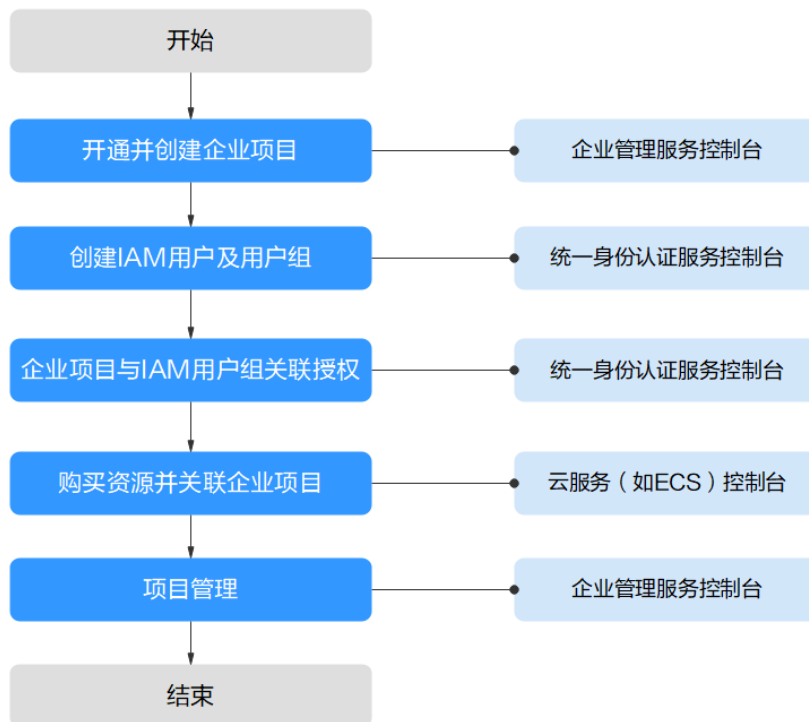 开始
开通并创建企业项目
企业管理服务控制台
创建IAM用户及用户组
统一身份认证服务控制台
企业项目与IAM用户组关联授权
统一身份认证服务控制台
购买资源并关联企业项目
云服务（如ECS）控制台
项目管理
企业管理服务控制台
结束